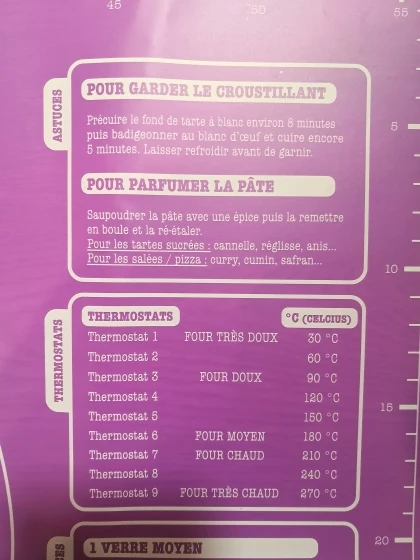 45
55
ASTUCES
POUR GARDER LE CROUSTILLANT
Précuire le fond de tarte à blanc environ 8 minutes
puis badigeonner au blanc d'œuf et cuire encore
5 minutes. Laisser refroidir avant de garnir.
5
POUR PARFUMER LA PÂTE
Saupoudrer la pâte avec une épice puis la remettre
en boule et la ré-étaler.
Pour les tartes sucrées : cannelle, réglisse, anis...
Pour les salées / pizza : curry, cumin, safran...
10
THERMOSTATS
THERMOSTATS °C (CELCIUS)
Thermostat 1 FOUR TRÈS DOUX 30 °C
Thermostat 2 60 °C
Thermostat 3 FOUR DOUX 90 °C
Thermostat 4 120 °C
Thermostat 5 150 °C
15
Thermostat 6 FOUR MOYEN 180 °C
Thermostat 7 FOUR CHAUD 210 °C
Thermostat 8 240 °C
Thermostat 9 FOUR TRÈS CHAUD 270 °C
1 VERRE MOYEN
20